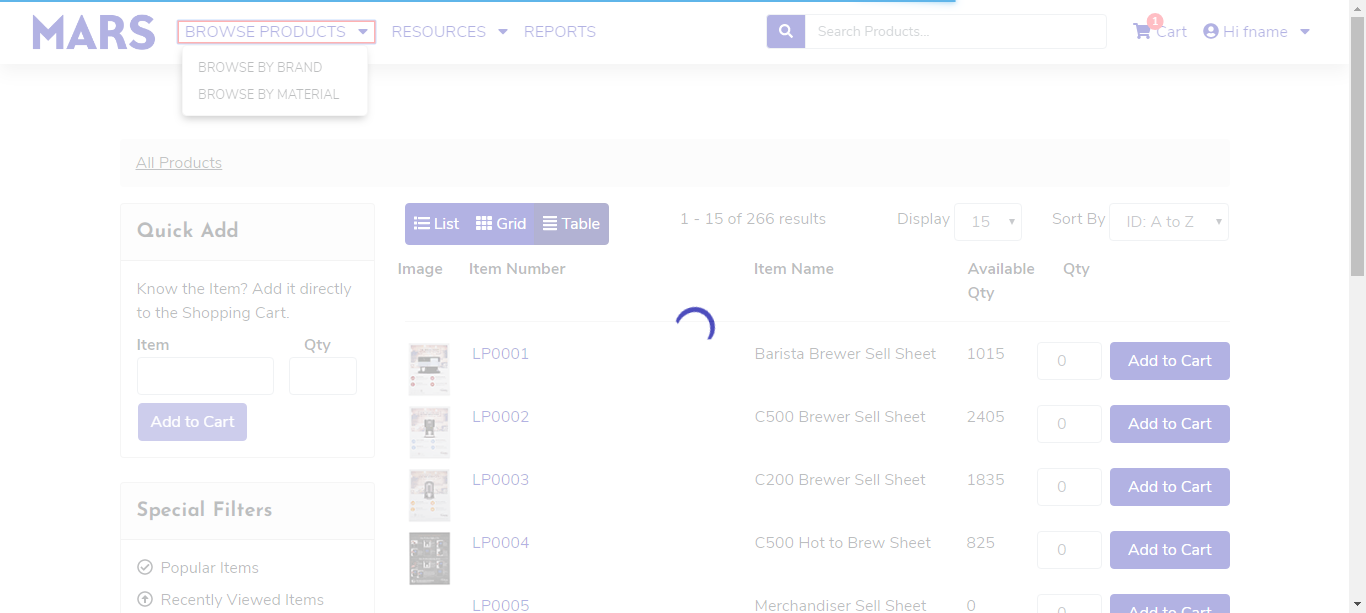 MARS
BROWSE PRODUCTS
RESOURCES
REPORTS
Search Products...
1
Cart
Hi fname
BROWSE BY BRAND
BROWSE BY MATERIAL
All Products
Quick Add
Know the Item? Add it directly
to the Shopping Cart.
Item Qty
Add to Cart
Special Filters
Popular Items
Recently Viewed Items
List Grid Table
1 - 15 of 266 results
Display 15
Sort By ID: A to Z
Image Item Number Item Name Available Qty Qty
LP0001 Barista Brewer Sell Sheet 1015 0 Add to Cart
LP0002 C500 Brewer Sell Sheet 2405 0 Add to Cart
LP0003 C200 Brewer Sell Sheet 1835 0 Add to Cart
LP0004 C500 Hot to Brew Sheet 825 0 Add to Cart
LP0005 Merchandiser Sell Sheet 0 0 Add to Cart